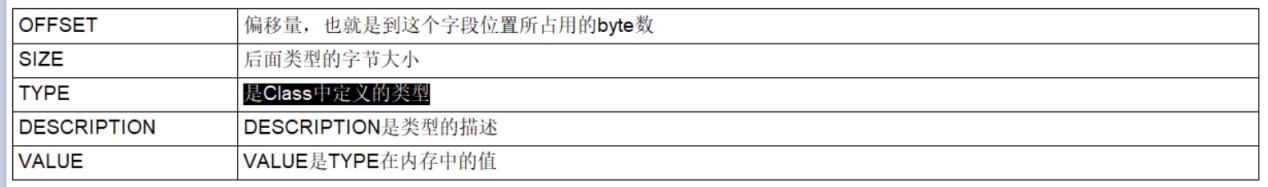 OFFSET 偏移量，也就是到这个字段位置所占用的byte数
SIZE 后面类型的字节大小
TYPE 是Class中定义的类型
DESCRIPTION DESCRIPTION是类型的描述
VALUE VALUE是TYPE在内存中的值